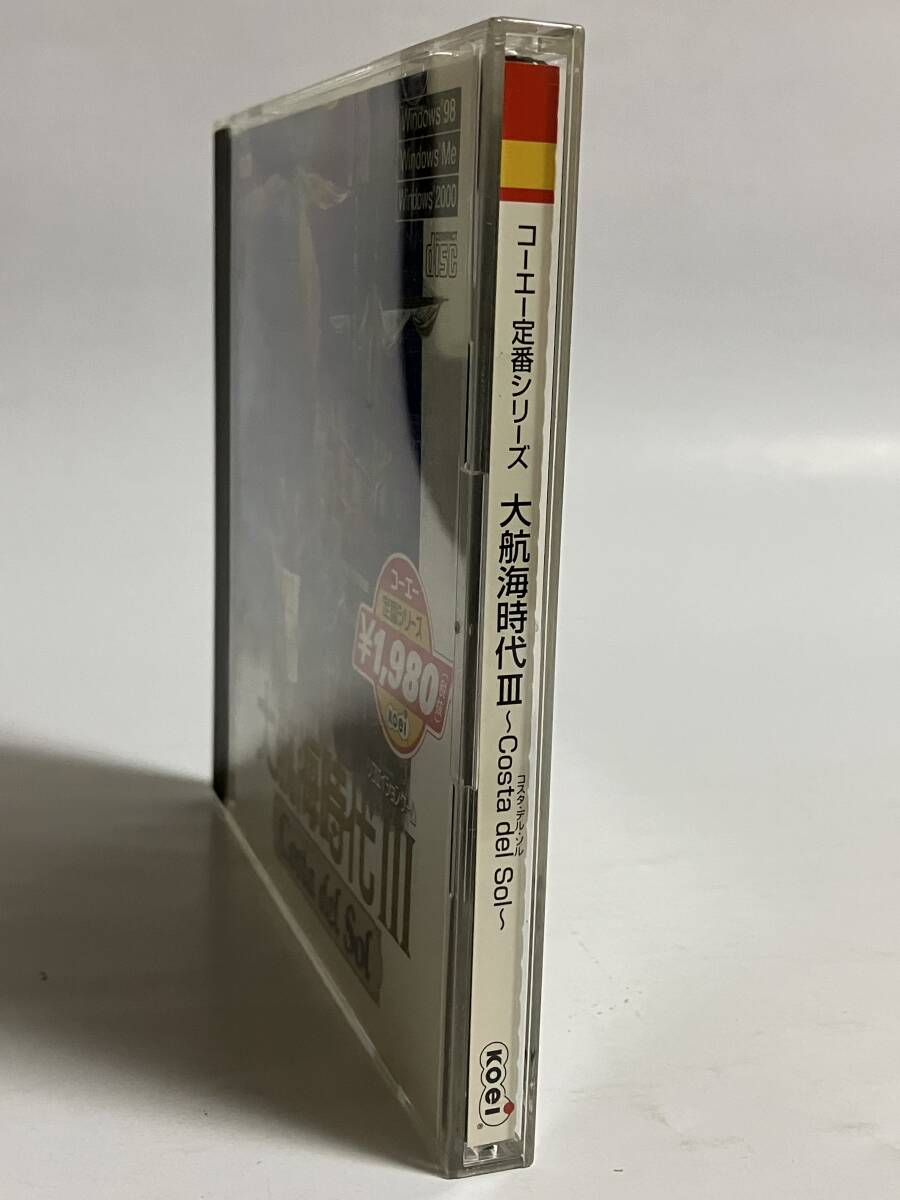 Windows 98
Windows Me
Windows 2000
COMPACT
disc
コーエー
定番シリーズ
¥1,980
koei
時代III
Costa del Sol
コーエー定番シリーズ 大航海時代III
コスタ・デル・ソル
~Costa del Sol~
koei
®